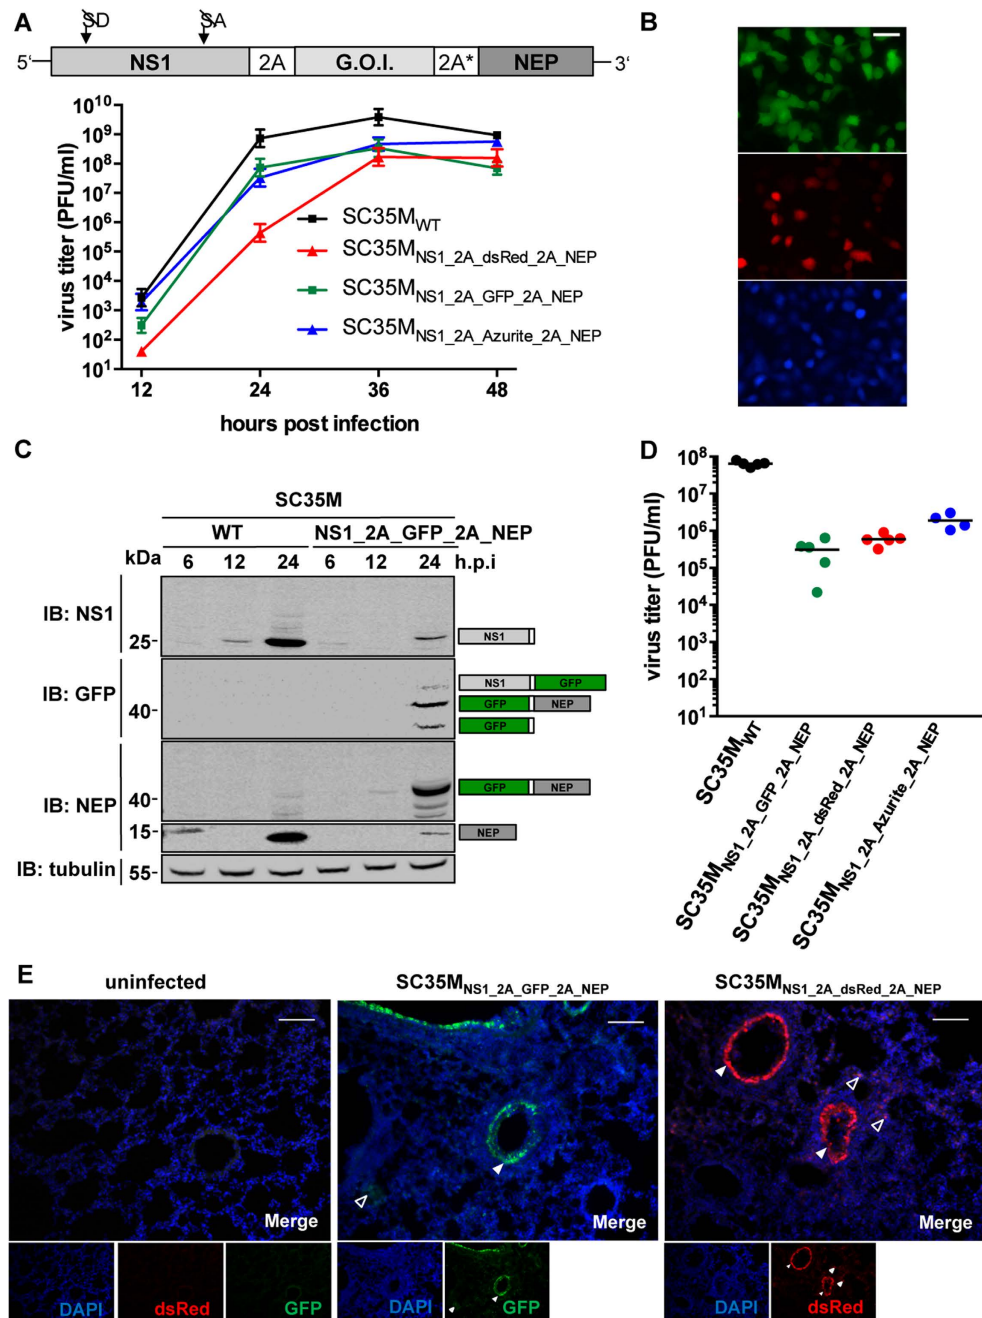 A
SD SA
5‘ NS1 2A G.O.I. 2A* NEP 3‘
virus titer (PFU/ml)
10^10
10^9
10^8
10^7
10^6
10^5
10^4
10^3
10^2
10^1
12 24 36 48
hours post infection
SC35M_WT
SC35M_NS1_2A_dsRed_2A_NEP
SC35M_NS1_2A_GFP_2A_NEP
SC35M_NS1_2A_Azurite_2A_NEP
B
C
SC35M
WT NS1_2A_GFP_2A_NEP
kDa 6 12 24 6 12 24 h.p.i
IB: NS1
25-
NS1
IB: GFP
40-
NS1 GFP
GFP NEP
GFP
IB: NEP
40-
GFP NEP
15-
NEP
IB: tubulin 55-
D
virus titer (PFU/ml)
10^8
10^7
10^6
10^5
10^4
10^3
10^2
10^1
SC35M_WT
SC35M_NS1_2A_GFP_2A_NEP
SC35M_NS1_2A_dsRed_2A_NEP
SC35M_NS1_2A_Azurite_2A_NEP
E
uninfected
SC35M_NS1_2A_GFP_2A_NEP
SC35M_NS1_2A_dsRed_2A_NEP
Merge
Merge
Merge
DAPI dsRed GFP
DAPI GFP
DAPI dsRed